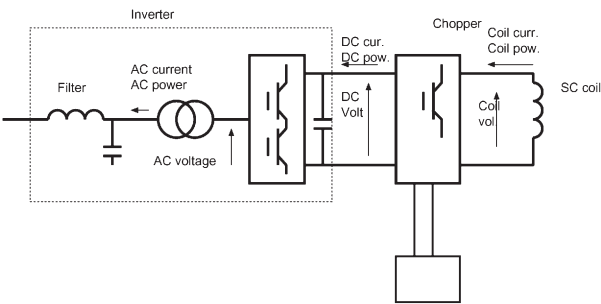 Inverter
Chopper
DC cur.
DC pow.
Coil curr.
Coil pow.
AC current
AC power
Filter
SC coil
DC
Volt
Coil
vol
AC voltage